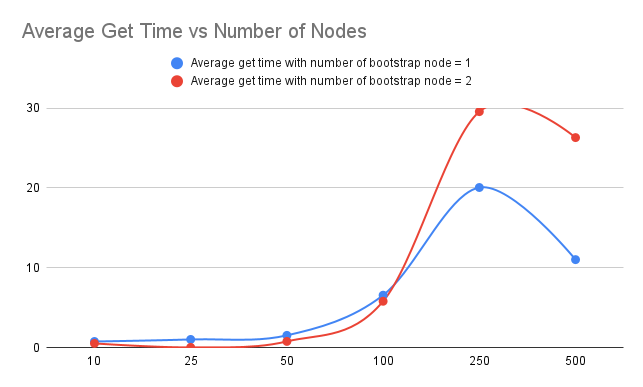 Average Get Time vs Number of Nodes
Average get time with number of bootstrap node = 1
Average get time with number of bootstrap node = 2
30
20
10
0
10 25 50 100 250 500